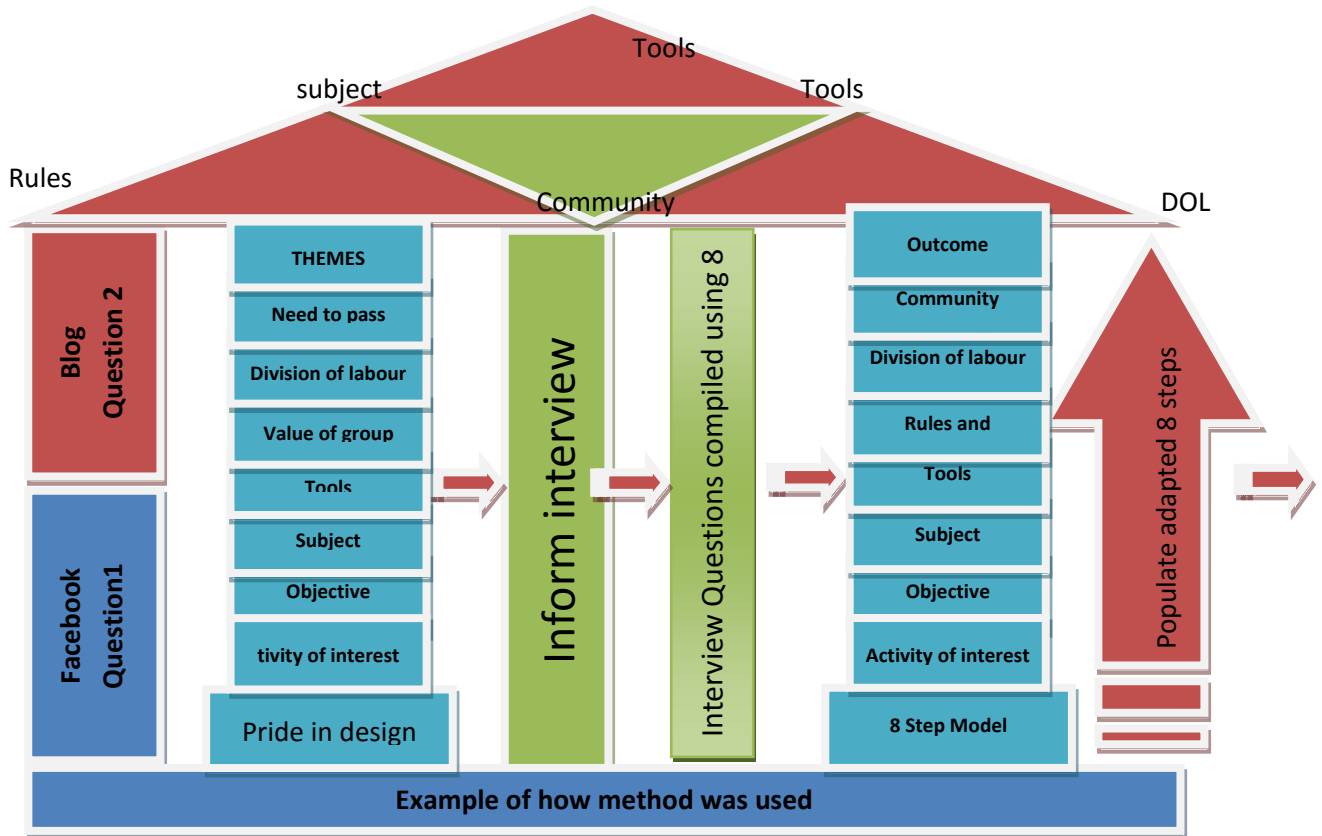 Tools
subject
Tools
Rules
Community
DOL
Blog
Question 2
Facebook
Question1
THEMES
Need to pass
Division of labour
Value of group
Tools
Subject
Objective
tivity of interest
Pride in design
Inform interview
Interview Questions compiled using 8
Outcome
Community
Division of labour
Rules and
Tools
Subject
Objective
Activity of interest
8 Step Model
Populate adapted 8 steps
Example of how method was used